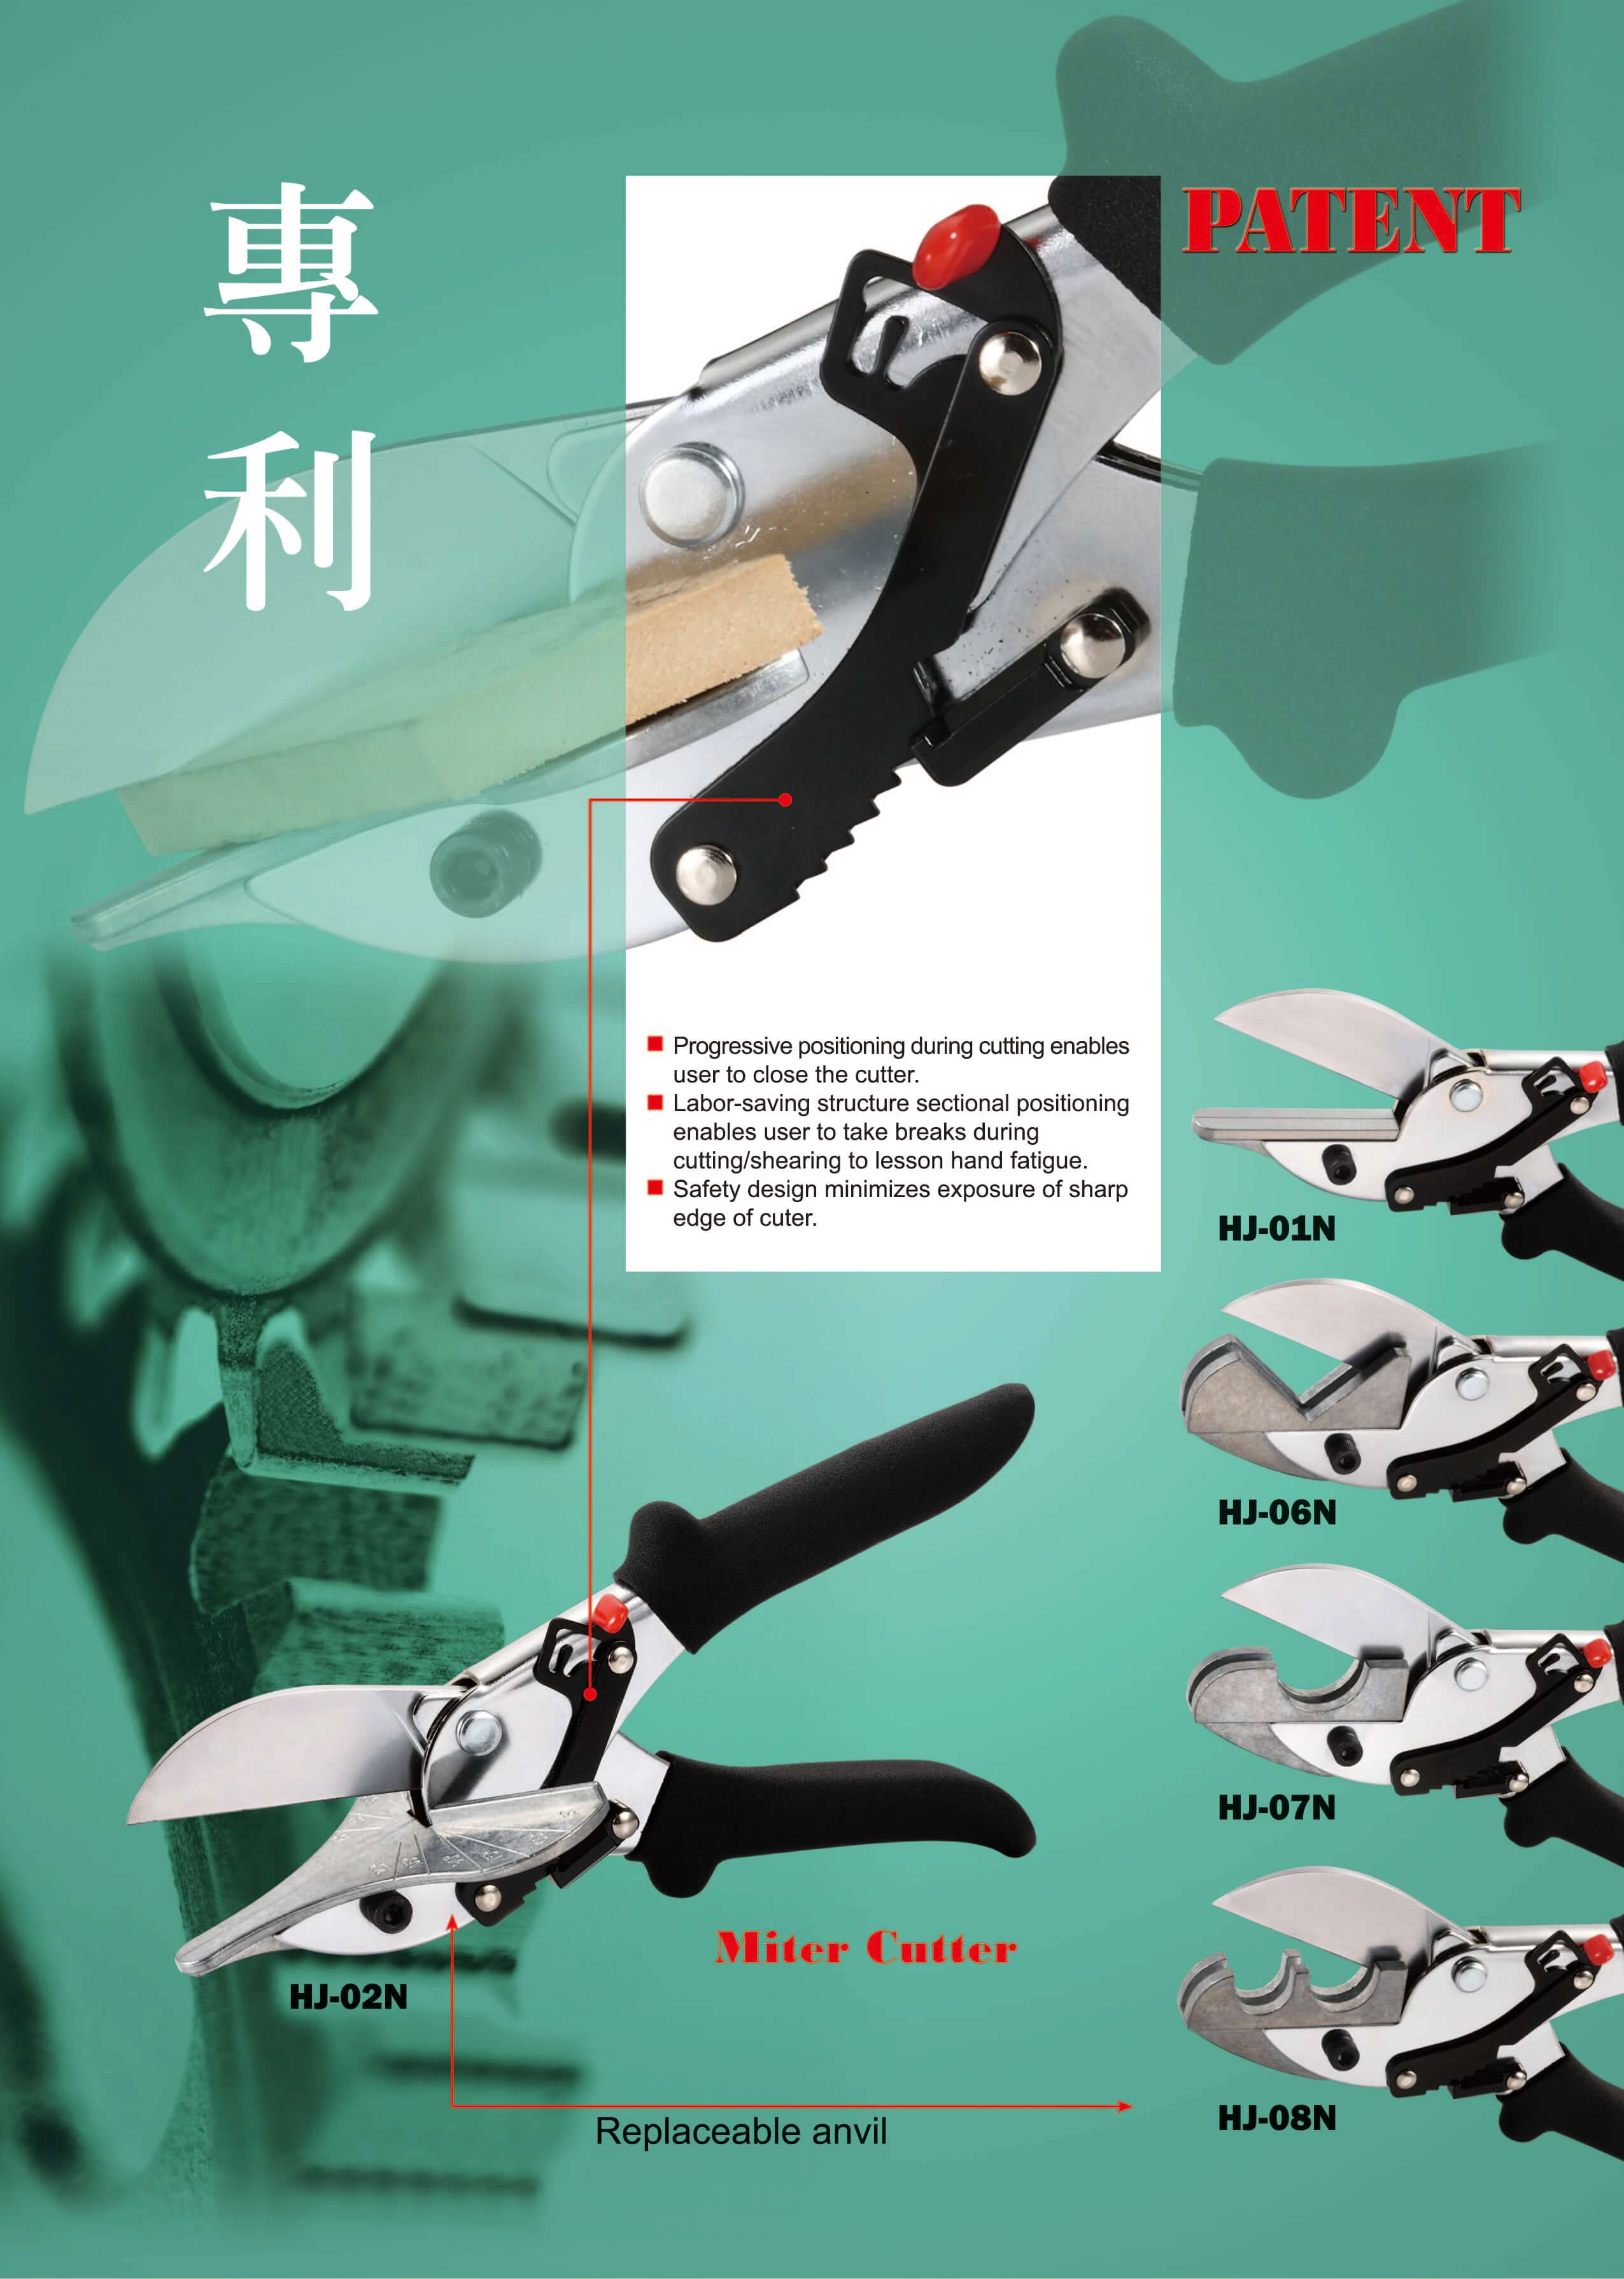 專
利
PATENT
Progressive positioning during cutting enables
user to close the cutter.
Labor-saving structure sectional positioning
enables user to take breaks during
cutting/shearing to lesson hand fatigue.
Safety design minimizes exposure of sharp
edge of cuter.
HJ-01N
HJ-06N
HJ-07N
Miter Cutter
HJ-02N
HJ-08N
Replaceable anvil